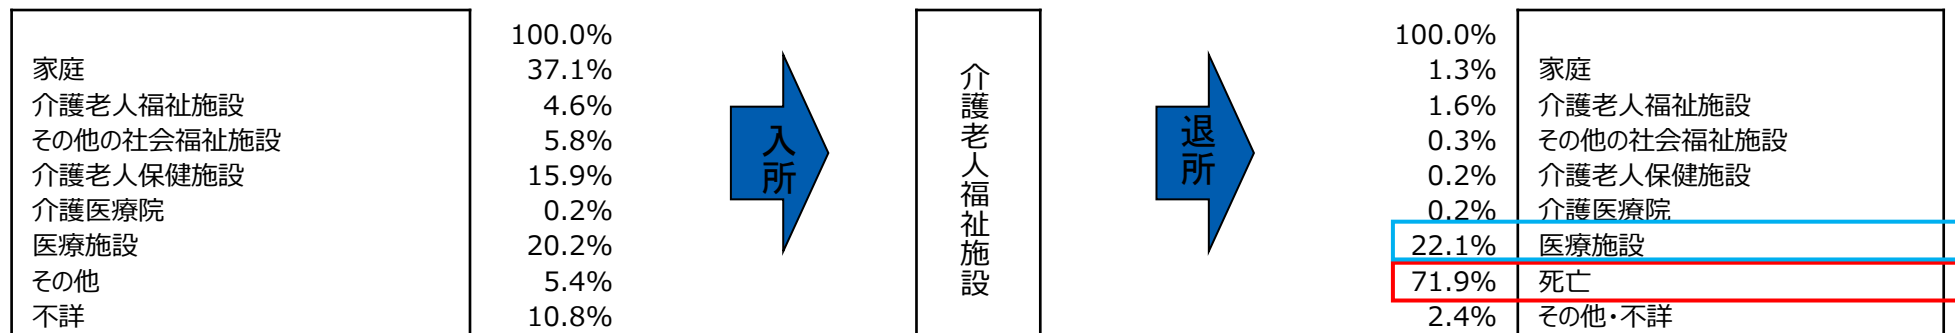 100.0%
家庭 37.1%
介護老人福祉施設 4.6%
その他の社会福祉施設 5.8%
介護老人保健施設 15.9%
介護医療院 0.2%
医療施設 20.2%
その他 5.4%
不詳 10.8%
入所
介護老人福祉施設
退所
100.0%
1.3% 家庭
1.6% 介護老人福祉施設
0.3% その他の社会福祉施設
0.2% 介護老人保健施設
0.2% 介護医療院
22.1% 医療施設
71.9% 死亡
2.4% その他・不詳